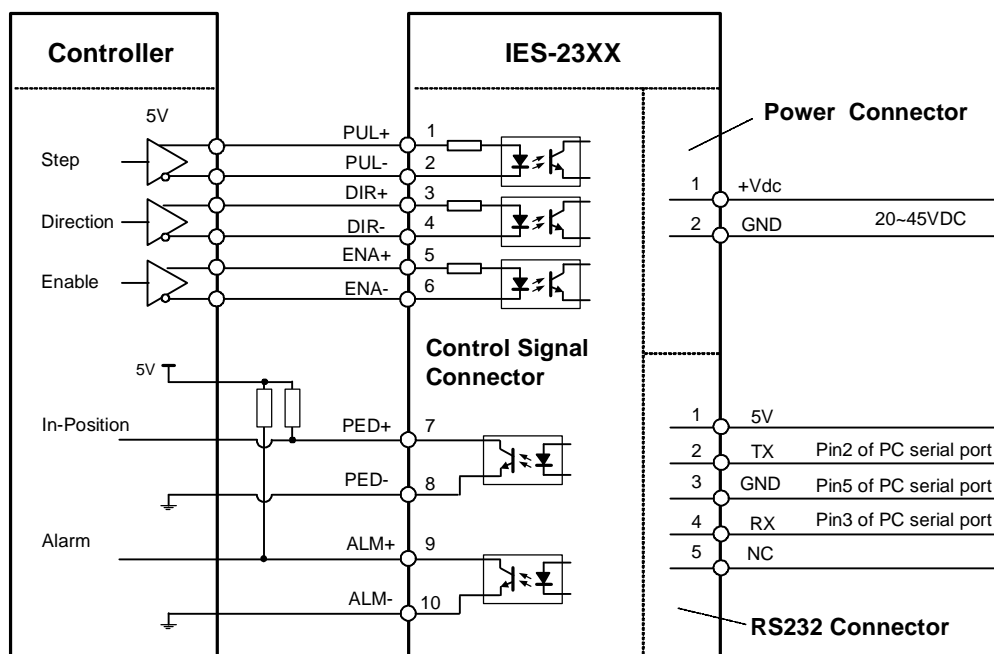 Controller
IES-23XX
5V
Step
Direction
Enable
PUL+
PUL-
DIR+
DIR-
ENA+
ENA-
1
2
3
4
5
6
Control Signal
Connector
5V
In-Position
Alarm
PED+
PED-
ALM+
ALM-
7
8
9
10
Power Connector
1 +Vdc
2 GND
20~45VDC
1 5V
2 TX Pin2 of PC serial port
3 GND Pin5 of PC serial port
4 RX Pin3 of PC serial port
5 NC
RS232 Connector